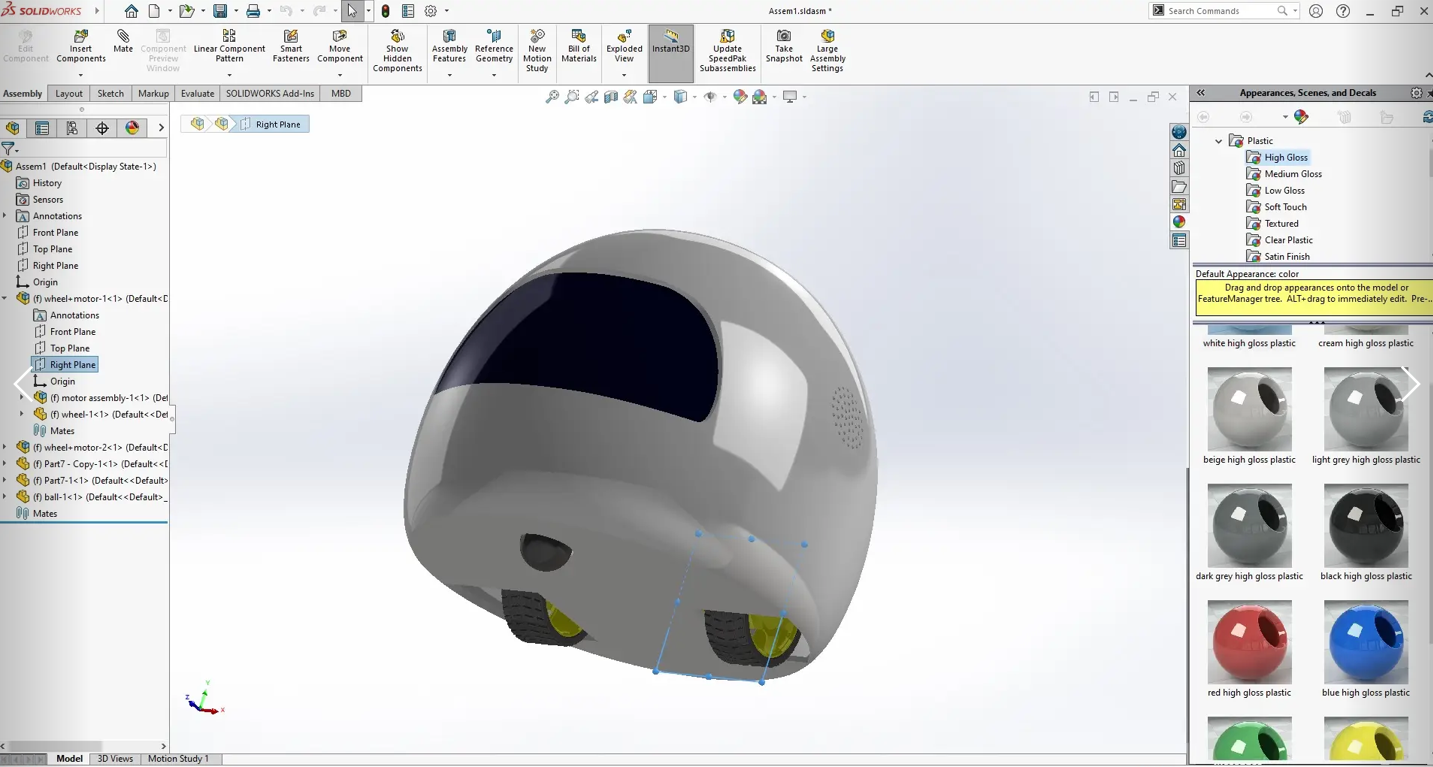 SOLIDWORKS
Assem1.sldasm *
Search Commands
Edit Component
Insert Components
Mate
Component Preview Window
Linear Component Pattern
Smart Fasteners
Move Component
Show Hidden Components
Assembly Features
Reference Geometry
New Motion Study
Bill of Materials
Exploded View
Instant3D
Update SpeedPak Subassemblies
Take Snapshot
Large Assembly Settings
Assembly
Layout
Sketch
Markup
Evaluate
SOLIDWORKS Add-Ins
MBD
Appearances, Scenes, and Decals
Right Plane
Assem1 (Default<Display State-1>)
History
Sensors
Annotations
Front Plane
Top Plane
Right Plane
Origin
(f) wheel+motor-1<1> (Default<D
Annotations
Front Plane
Top Plane
Right Plane
Origin
(f) motor assembly-1<1> (Def
(f) wheel-1<1> (Default<<Def
Mates
(f) wheel+motor-2<1> (Default<D
(f) Part7 - Copy-1<1> (Default<<D
(f) Part7-1<1> (Default<<Default>
(f) ball-1<1> (Default<<Default>_
Mates
Plastic
High Gloss
Medium Gloss
Low Gloss
Soft Touch
Textured
Clear Plastic
Satin Finish
Default Appearance: color
Drag and drop appearances onto the model or
FeatureManager tree. ALT+drag to immediately edit. Pre-...
white high gloss plastic
cream high gloss plastic
beige high gloss plastic
light grey high gloss plastic
dark grey high gloss plastic
black high gloss plastic
red high gloss plastic
blue high gloss plastic
Y
Z
X
Model
3D Views
Motion Study 1